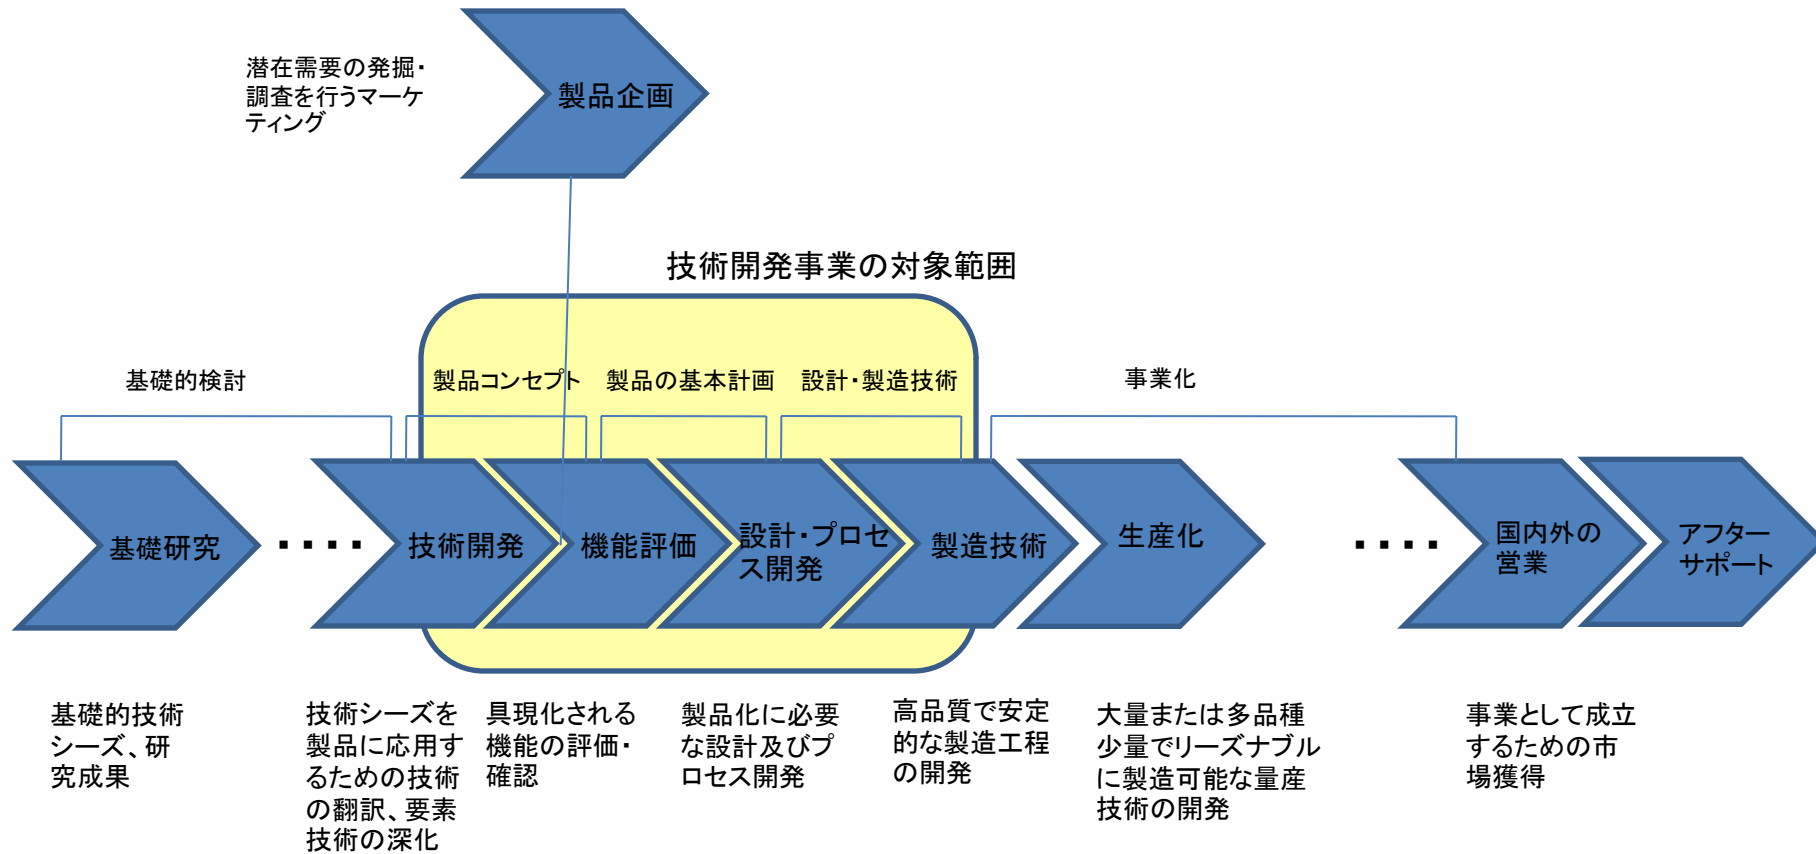 潜在需要の発掘・
調査を行うマーケ
ティング
製品企画
技術開発事業の対象範囲
基礎的検討
製品コンセプト
製品の基本計画
設計・製造技術
事業化
基礎研究
・・・・
技術開発
機能評価
設計・プロセ
ス開発
製造技術
生産化
・・・・
国内外の
営業
アフター
サポート
基礎的技術
シーズ、研
究成果
技術シーズを
製品に応用す
るための技術
の翻訳、要素
技術の深化
具現化される
機能の評価・
確認
製品化に必要
な設計及びプ
ロセス開発
高品質で安定
的な製造工程
の開発
大量または多品種
少量でリーズナブル
に製造可能な量産
技術の開発
事業として成立
するための市
場獲得